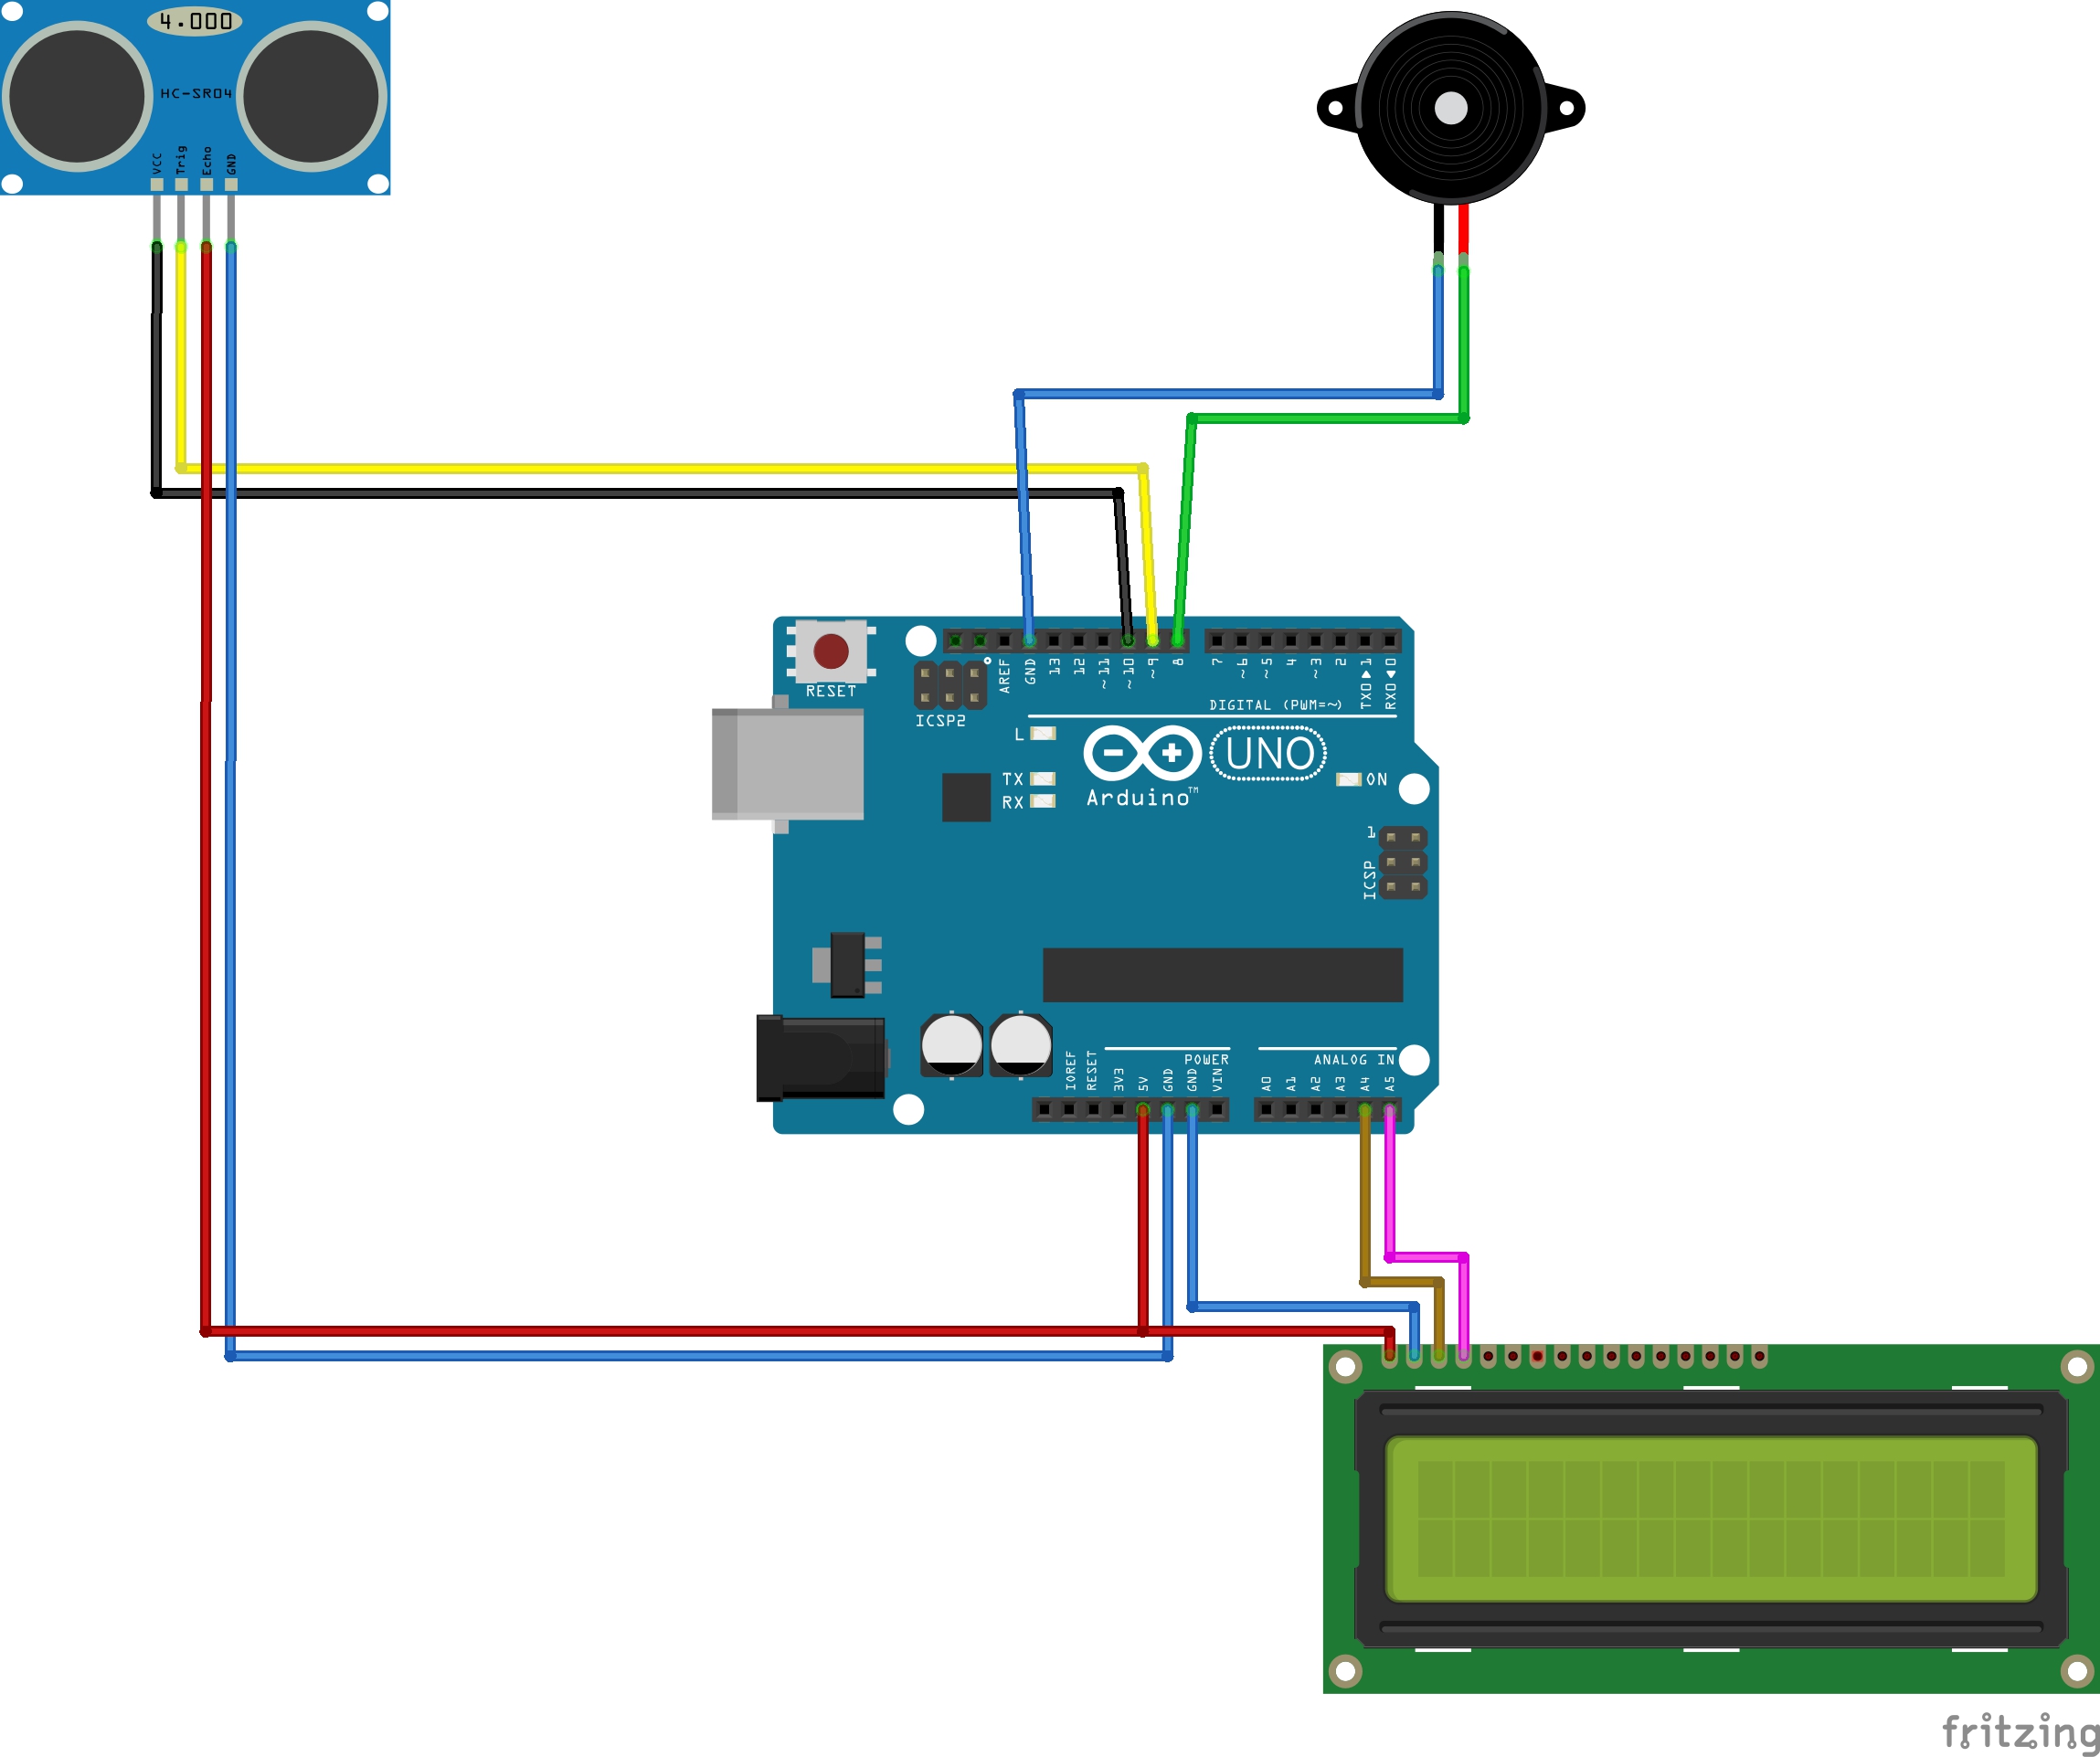 4.000
HC-SR04
VCC
Trig
Echo
GND
RESET
ICSP2
AREF
GND
13
12
~11
~10
~9
8
7
~6
~5
4
~3
2
TX0▶1
RX0◀0
DIGITAL (PWM=~)
L
TX
RX
UNO
Arduino™
ON
1
ICSP
IOREF
RESET
3V3
5V
GND
GND
VIN
POWER
ANALOG IN
A0
A1
A2
A3
A4
A5
fritzing